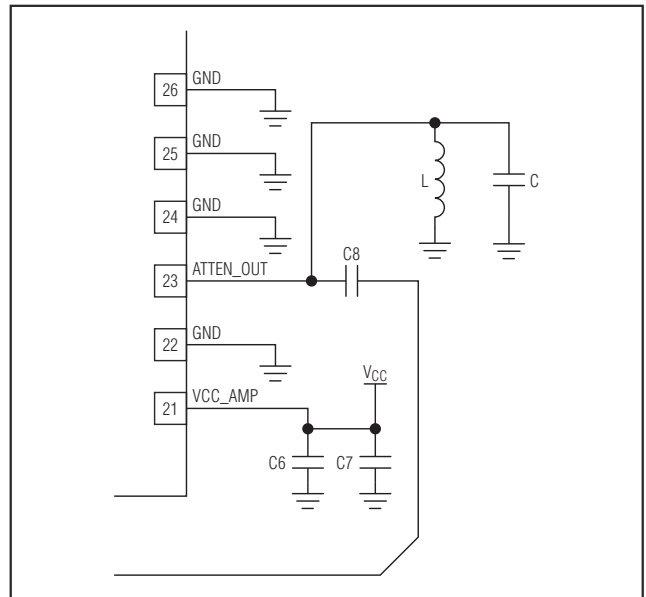 26 GND
25 GND
24 GND
L C
C8
23 ATTEN_OUT
22 GND
VCC
21 VCC_AMP
C6 C7